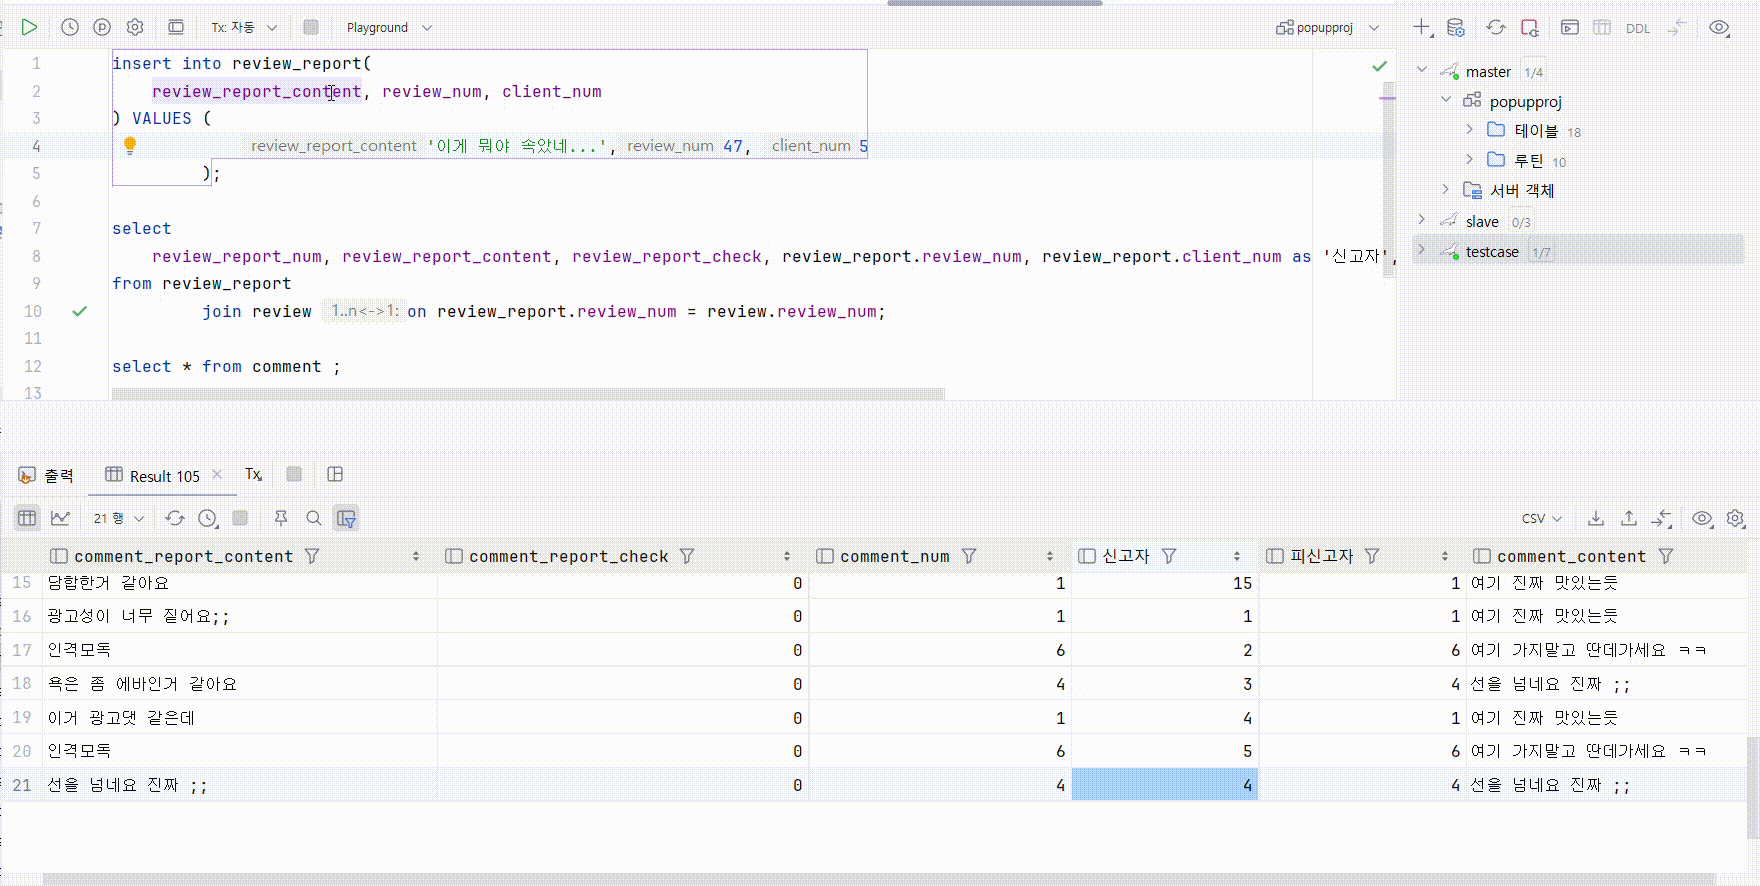 Tx: 자동 Playground popupproj DDL
1 insert into review_report(
2 review_report_content, review_num, client_num
3 ) VALUES (
4 review_report_content '이게 뭐야 속았네...', review_num 47, client_num 5
5 );
6
7 select
8 review_report_num, review_report_content, review_report_check, review_report.review_num, review_report.client_num as '신고자',
9 from review_report
10 join review 1..n<->1: on review_report.review_num = review.review_num;
11
12 select * from comment ;
13
master 1/4
popupproj
테이블 18
루틴 10
서버 객체
slave 0/3
testcase 1/7
출력 Result 105 Tx
21 행 CSV
comment_report_content comment_report_check comment_num 신고자 피신고자 comment_content
15 담합한거 같아요 0 1 15 1 여기 진짜 맛있는듯
16 광고성이 너무 짙어요;; 0 1 1 1 여기 진짜 맛있는듯
17 인격모독 0 6 2 6 여기 가지말고 딴데가세요 ㅋㅋ
18 욕은 좀 에바인거 같아요 0 4 3 4 선을 넘네요 진짜 ;;
19 이거 광고댓 같은데 0 1 4 1 여기 진짜 맛있는듯
20 인격모독 0 6 5 6 여기 가지말고 딴데가세요 ㅋㅋ
21 선을 넘네요 진짜 ;; 0 4 4 4 선을 넘네요 진짜 ;;